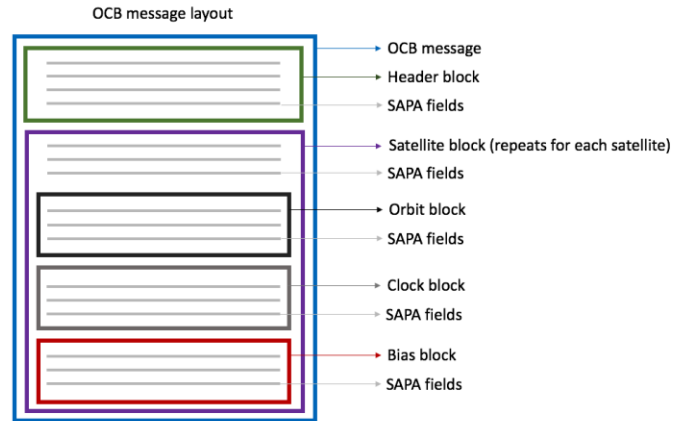 OCB message layout
OCB message
Header block
SAPA fields
Satellite block (repeats for each satellite)
SAPA fields
Orbit block
SAPA fields
Clock block
SAPA fields
Bias block
SAPA fields